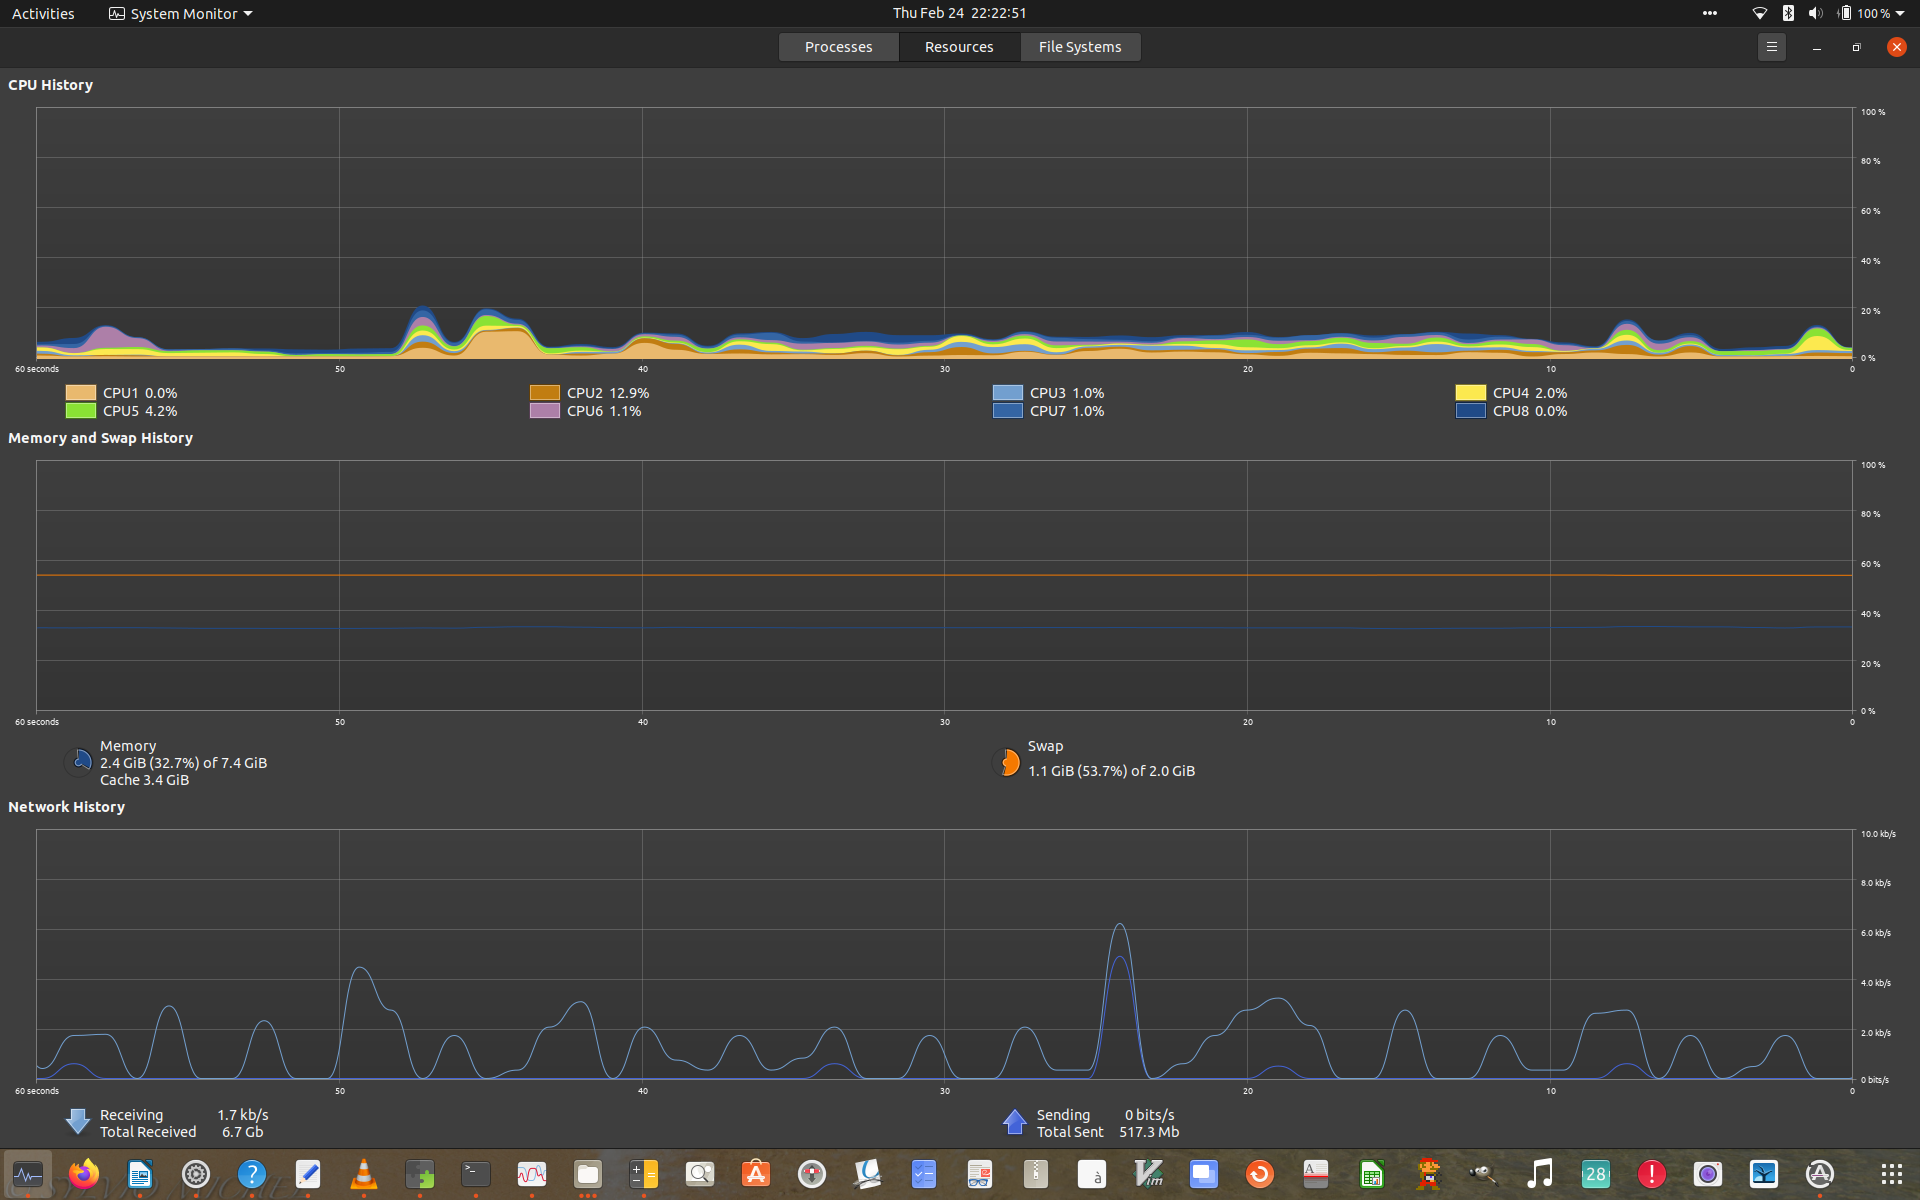 Activities System Monitor Thu Feb 24 22:22:51 100 %
Processes Resources File Systems
CPU History
100 %
80 %
60 %
40 %
20 %
0 %
60 seconds 50 40 30 20 10 0
CPU1 0.0% CPU2 12.9% CPU3 1.0% CPU4 2.0%
CPU5 4.2% CPU6 1.1% CPU7 1.0% CPU8 0.0%
Memory and Swap History
100 %
80 %
60 %
40 %
20 %
0 %
60 seconds 50 40 30 20 10 0
Memory
2.4 GiB (32.7%) of 7.4 GiB
Cache 3.4 GiB
Swap
1.1 GiB (53.7%) of 2.0 GiB
Network History
10.0 kb/s
8.0 kb/s
6.0 kb/s
4.0 kb/s
2.0 kb/s
0 bits/s
60 seconds 50 40 30 20 10 0
Receiving 1.7 kb/s
Total Received 6.7 Gb
Sending 0 bits/s
Total Sent 517.3 Mb
? >_ A à Vim A 28 !